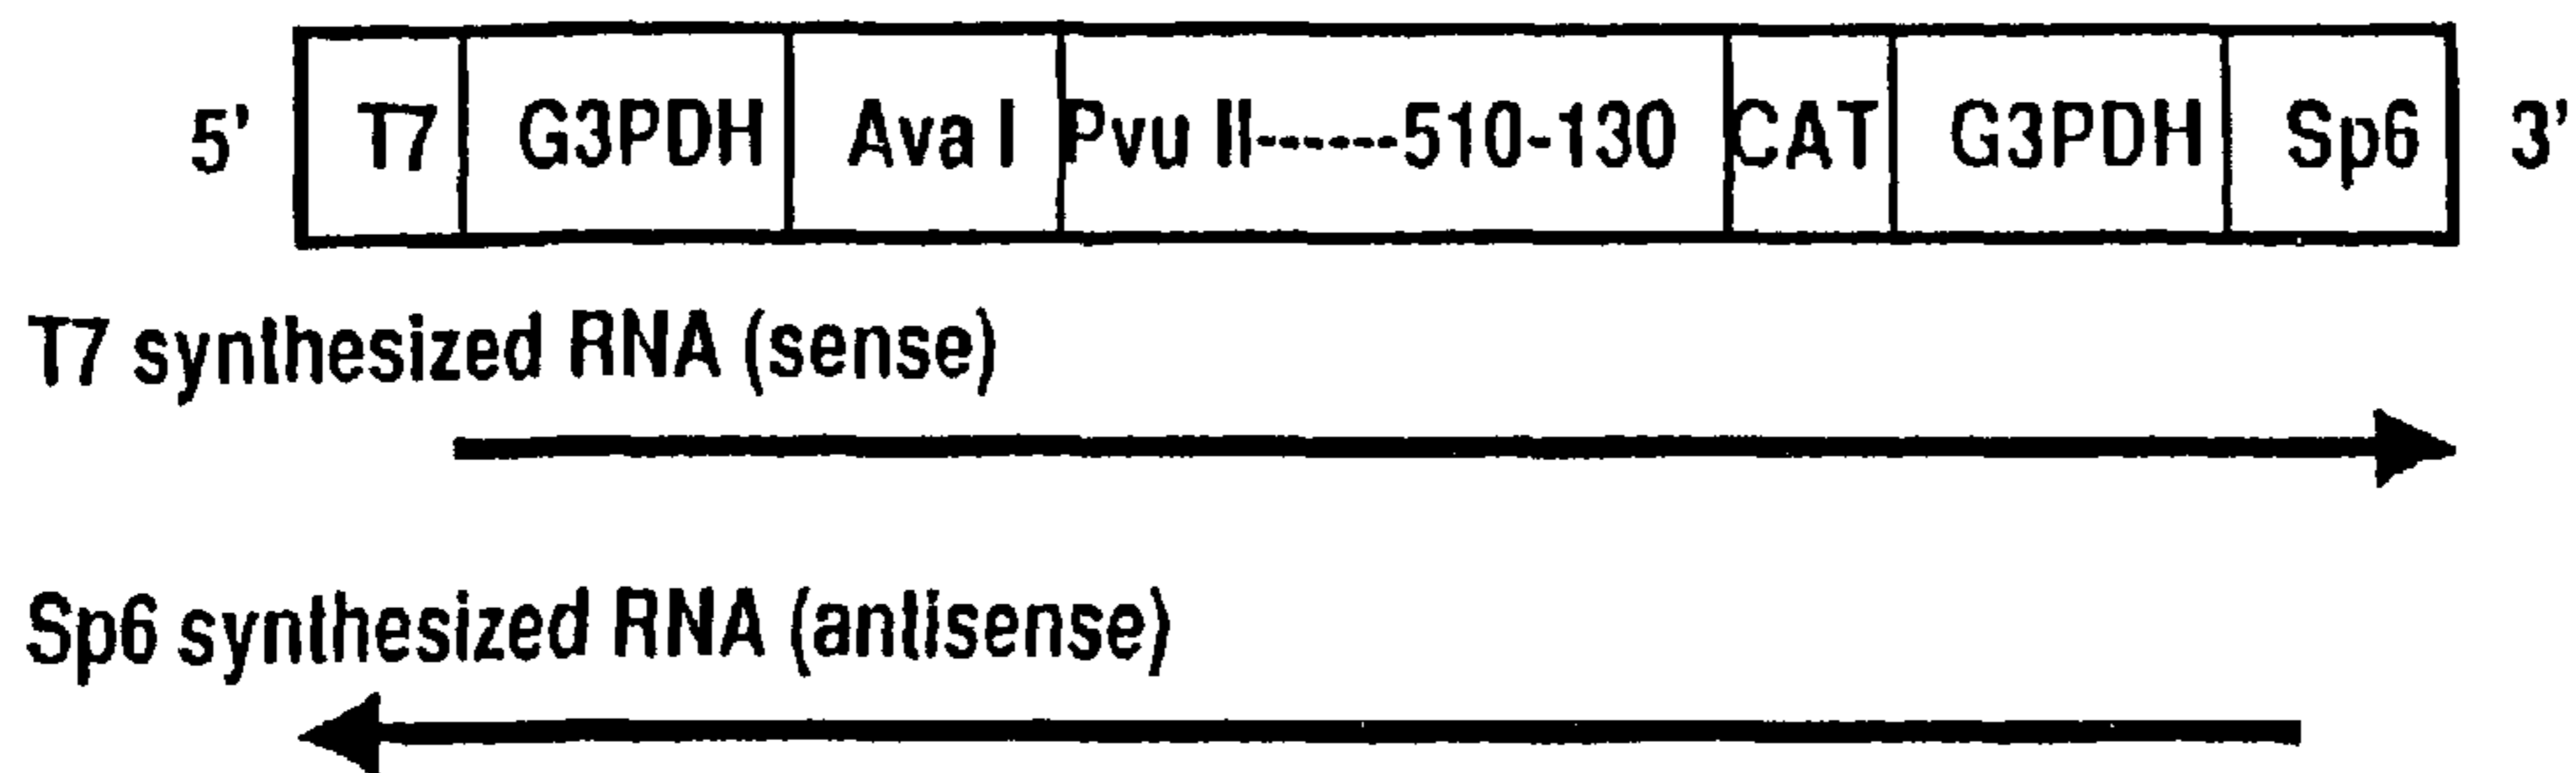 5' T7 G3PDH Ava I Pvu II------510-130 CAT G3PDH Sp6 3'
T7 synthesized RNA (sense)
Sp6 synthesized RNA (antisense)